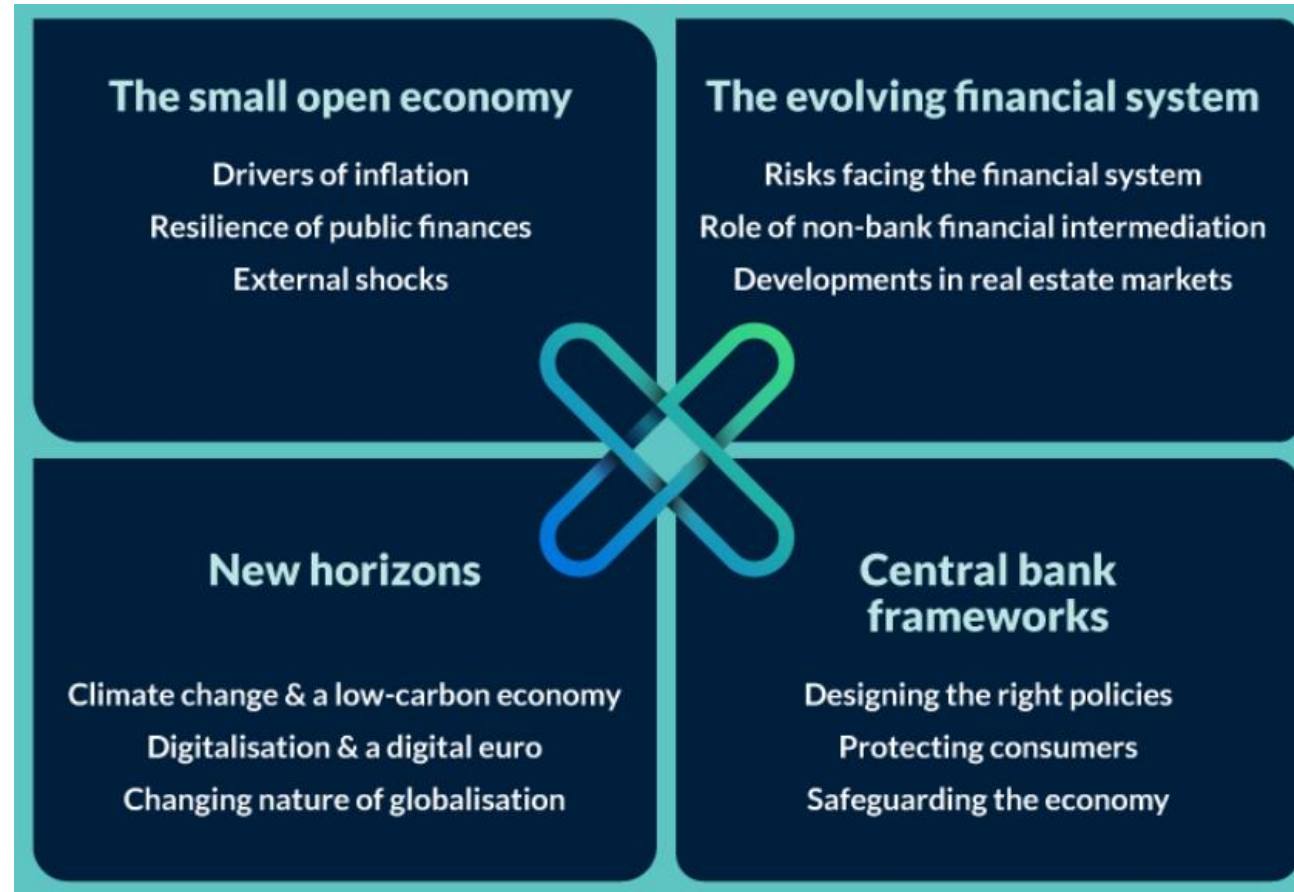 The small open economy
Drivers of inflation
Resilience of public finances
External shocks
The evolving financial system
Risks facing the financial system
Role of non-bank financial intermediation
Developments in real estate markets
New horizons
Climate change & a low-carbon economy
Digitalisation & a digital euro
Changing nature of globalisation
Central bank
frameworks
Designing the right policies
Protecting consumers
Safeguarding the economy